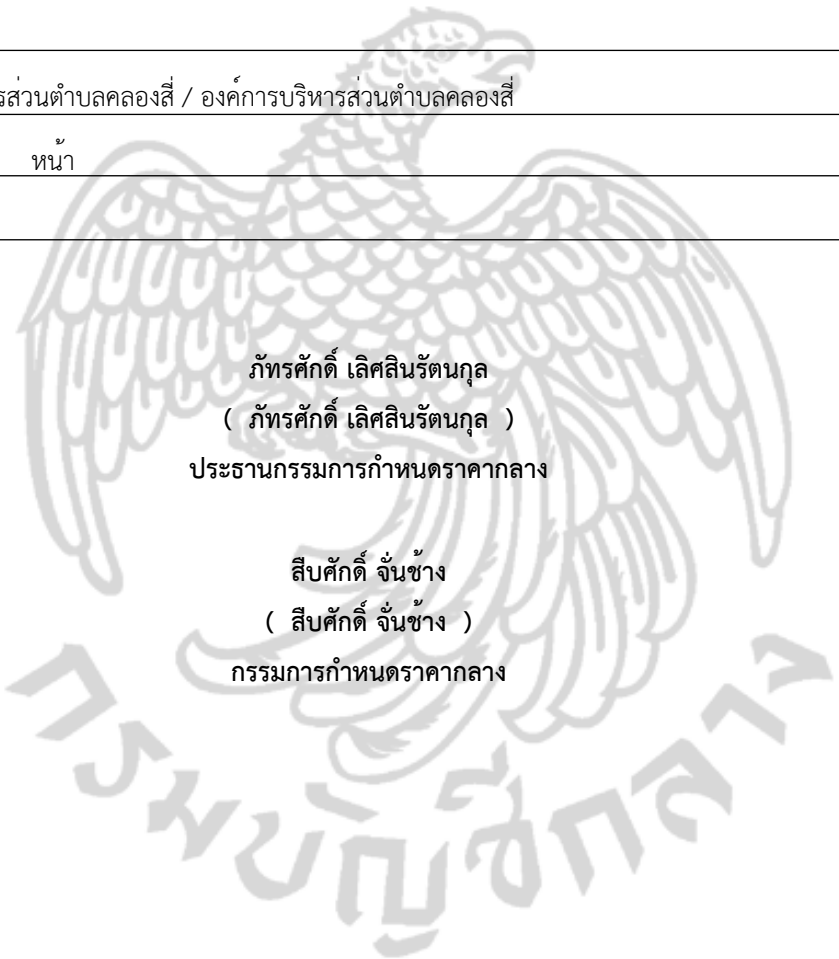 รส่วนตำบลคลองสี่ / องค์การบริหารส่วนตำบลคลองสี่
หน้า
ภัทรศักดิ์ เลิศสินรัตนกุล
( ภัทรศักดิ์ เลิศสินรัตนกุล )
ประธานกรรมการกำหนดราคากลาง
สืบศักดิ์ จั่นช้าง
( สืบศักดิ์ จั่นช้าง )
กรรมการกำหนดราคากลาง
กรมบัญชีกลาง